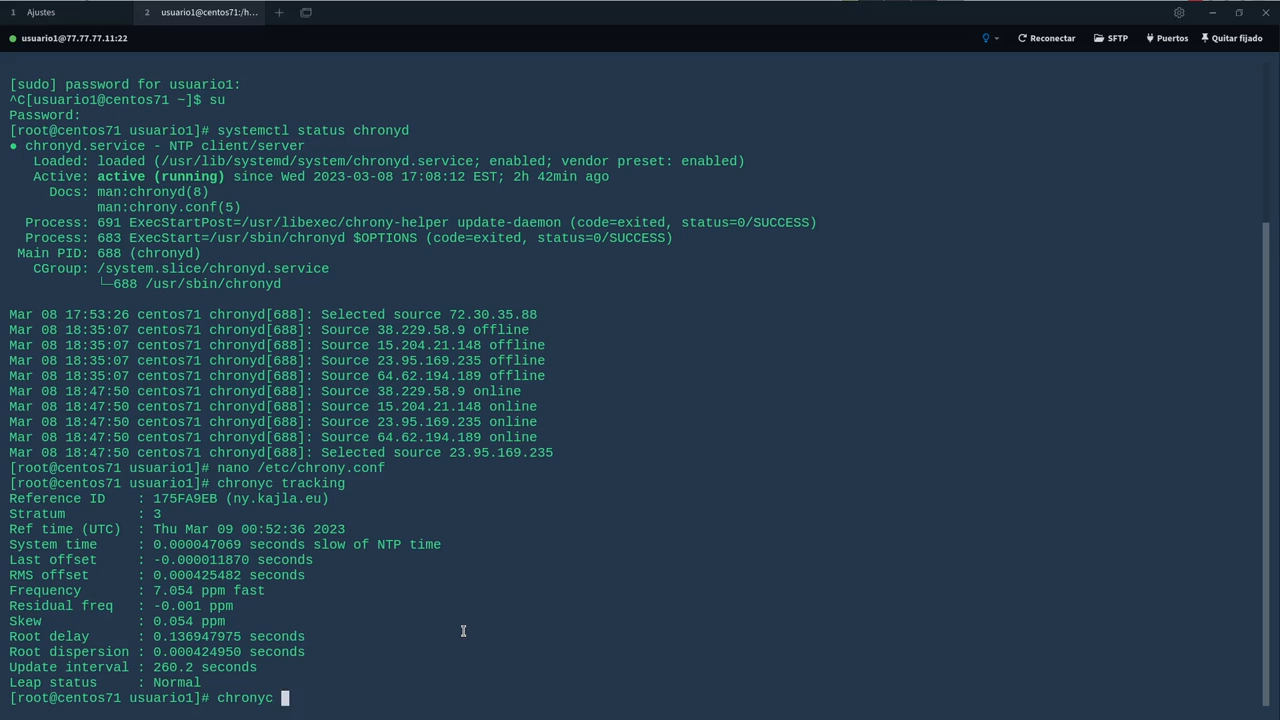 1 Ajustes 2 usuario1@centos71:/h...
usuario1@77.77.77.11:22 Reconectar SFTP Puertos Quitar fijado
[sudo] password for usuario1:
^C[usuario1@centos71 ~]$ su
Password:
[root@centos71 usuario1]# systemctl status chronyd
● chronyd.service - NTP client/server
   Loaded: loaded (/usr/lib/systemd/system/chronyd.service; enabled; vendor preset: enabled)
   Active: active (running) since Wed 2023-03-08 17:08:12 EST; 2h 42min ago
     Docs: man:chronyd(8)
           man:chrony.conf(5)
  Process: 691 ExecStartPost=/usr/libexec/chrony-helper update-daemon (code=exited, status=0/SUCCESS)
  Process: 683 ExecStart=/usr/sbin/chronyd $OPTIONS (code=exited, status=0/SUCCESS)
 Main PID: 688 (chronyd)
   CGroup: /system.slice/chronyd.service
           └─688 /usr/sbin/chronyd
Mar 08 17:53:26 centos71 chronyd[688]: Selected source 72.30.35.88
Mar 08 18:35:07 centos71 chronyd[688]: Source 38.229.58.9 offline
Mar 08 18:35:07 centos71 chronyd[688]: Source 15.204.21.148 offline
Mar 08 18:35:07 centos71 chronyd[688]: Source 23.95.169.235 offline
Mar 08 18:35:07 centos71 chronyd[688]: Source 64.62.194.189 offline
Mar 08 18:47:50 centos71 chronyd[688]: Source 38.229.58.9 online
Mar 08 18:47:50 centos71 chronyd[688]: Source 15.204.21.148 online
Mar 08 18:47:50 centos71 chronyd[688]: Source 23.95.169.235 online
Mar 08 18:47:50 centos71 chronyd[688]: Source 64.62.194.189 online
Mar 08 18:47:50 centos71 chronyd[688]: Selected source 23.95.169.235
[root@centos71 usuario1]# nano /etc/chrony.conf
[root@centos71 usuario1]# chronyc tracking
Reference ID    : 175FA9EB (ny.kajla.eu)
Stratum         : 3
Ref time (UTC)  : Thu Mar 09 00:52:36 2023
System time     : 0.000047069 seconds slow of NTP time
Last offset     : -0.000011870 seconds
RMS offset      : 0.000425482 seconds
Frequency       : 7.054 ppm fast
Residual freq   : -0.001 ppm
Skew            : 0.054 ppm
Root delay      : 0.136947975 seconds
Root dispersion : 0.000424950 seconds
Update interval : 260.2 seconds
Leap status     : Normal
[root@centos71 usuario1]# chronyc